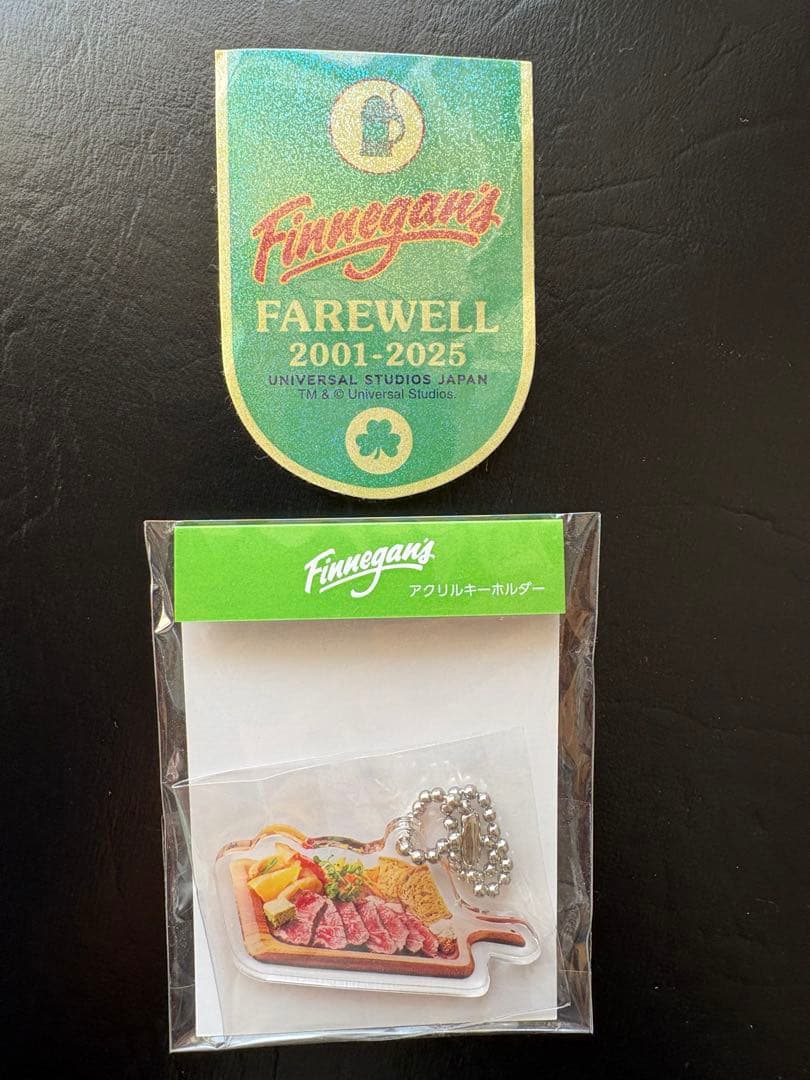 Finnegan's
FAREWELL
2001-2025
UNIVERSAL STUDIOS JAPAN
TM & © Universal Studios.
Finnegan's
アクリルキーホルダー